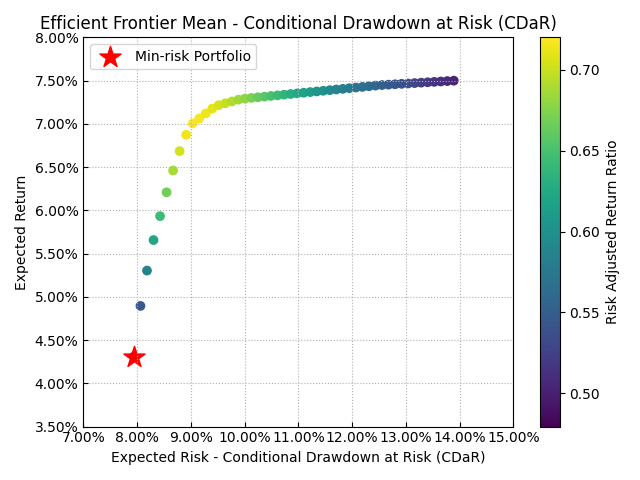 Efficient Frontier Mean - Conditional Drawdown at Risk (CDaR)
Min-risk Portfolio
8.00%
7.50%
7.00%
6.50%
6.00%
5.50%
5.00%
4.50%
4.00%
3.50%
Expected Return
7.00% 8.00% 9.00% 10.00% 11.00% 12.00% 13.00% 14.00% 15.00%
Expected Risk - Conditional Drawdown at Risk (CDaR)
0.70
0.65
0.60
0.55
0.50
Risk Adjusted Return Ratio